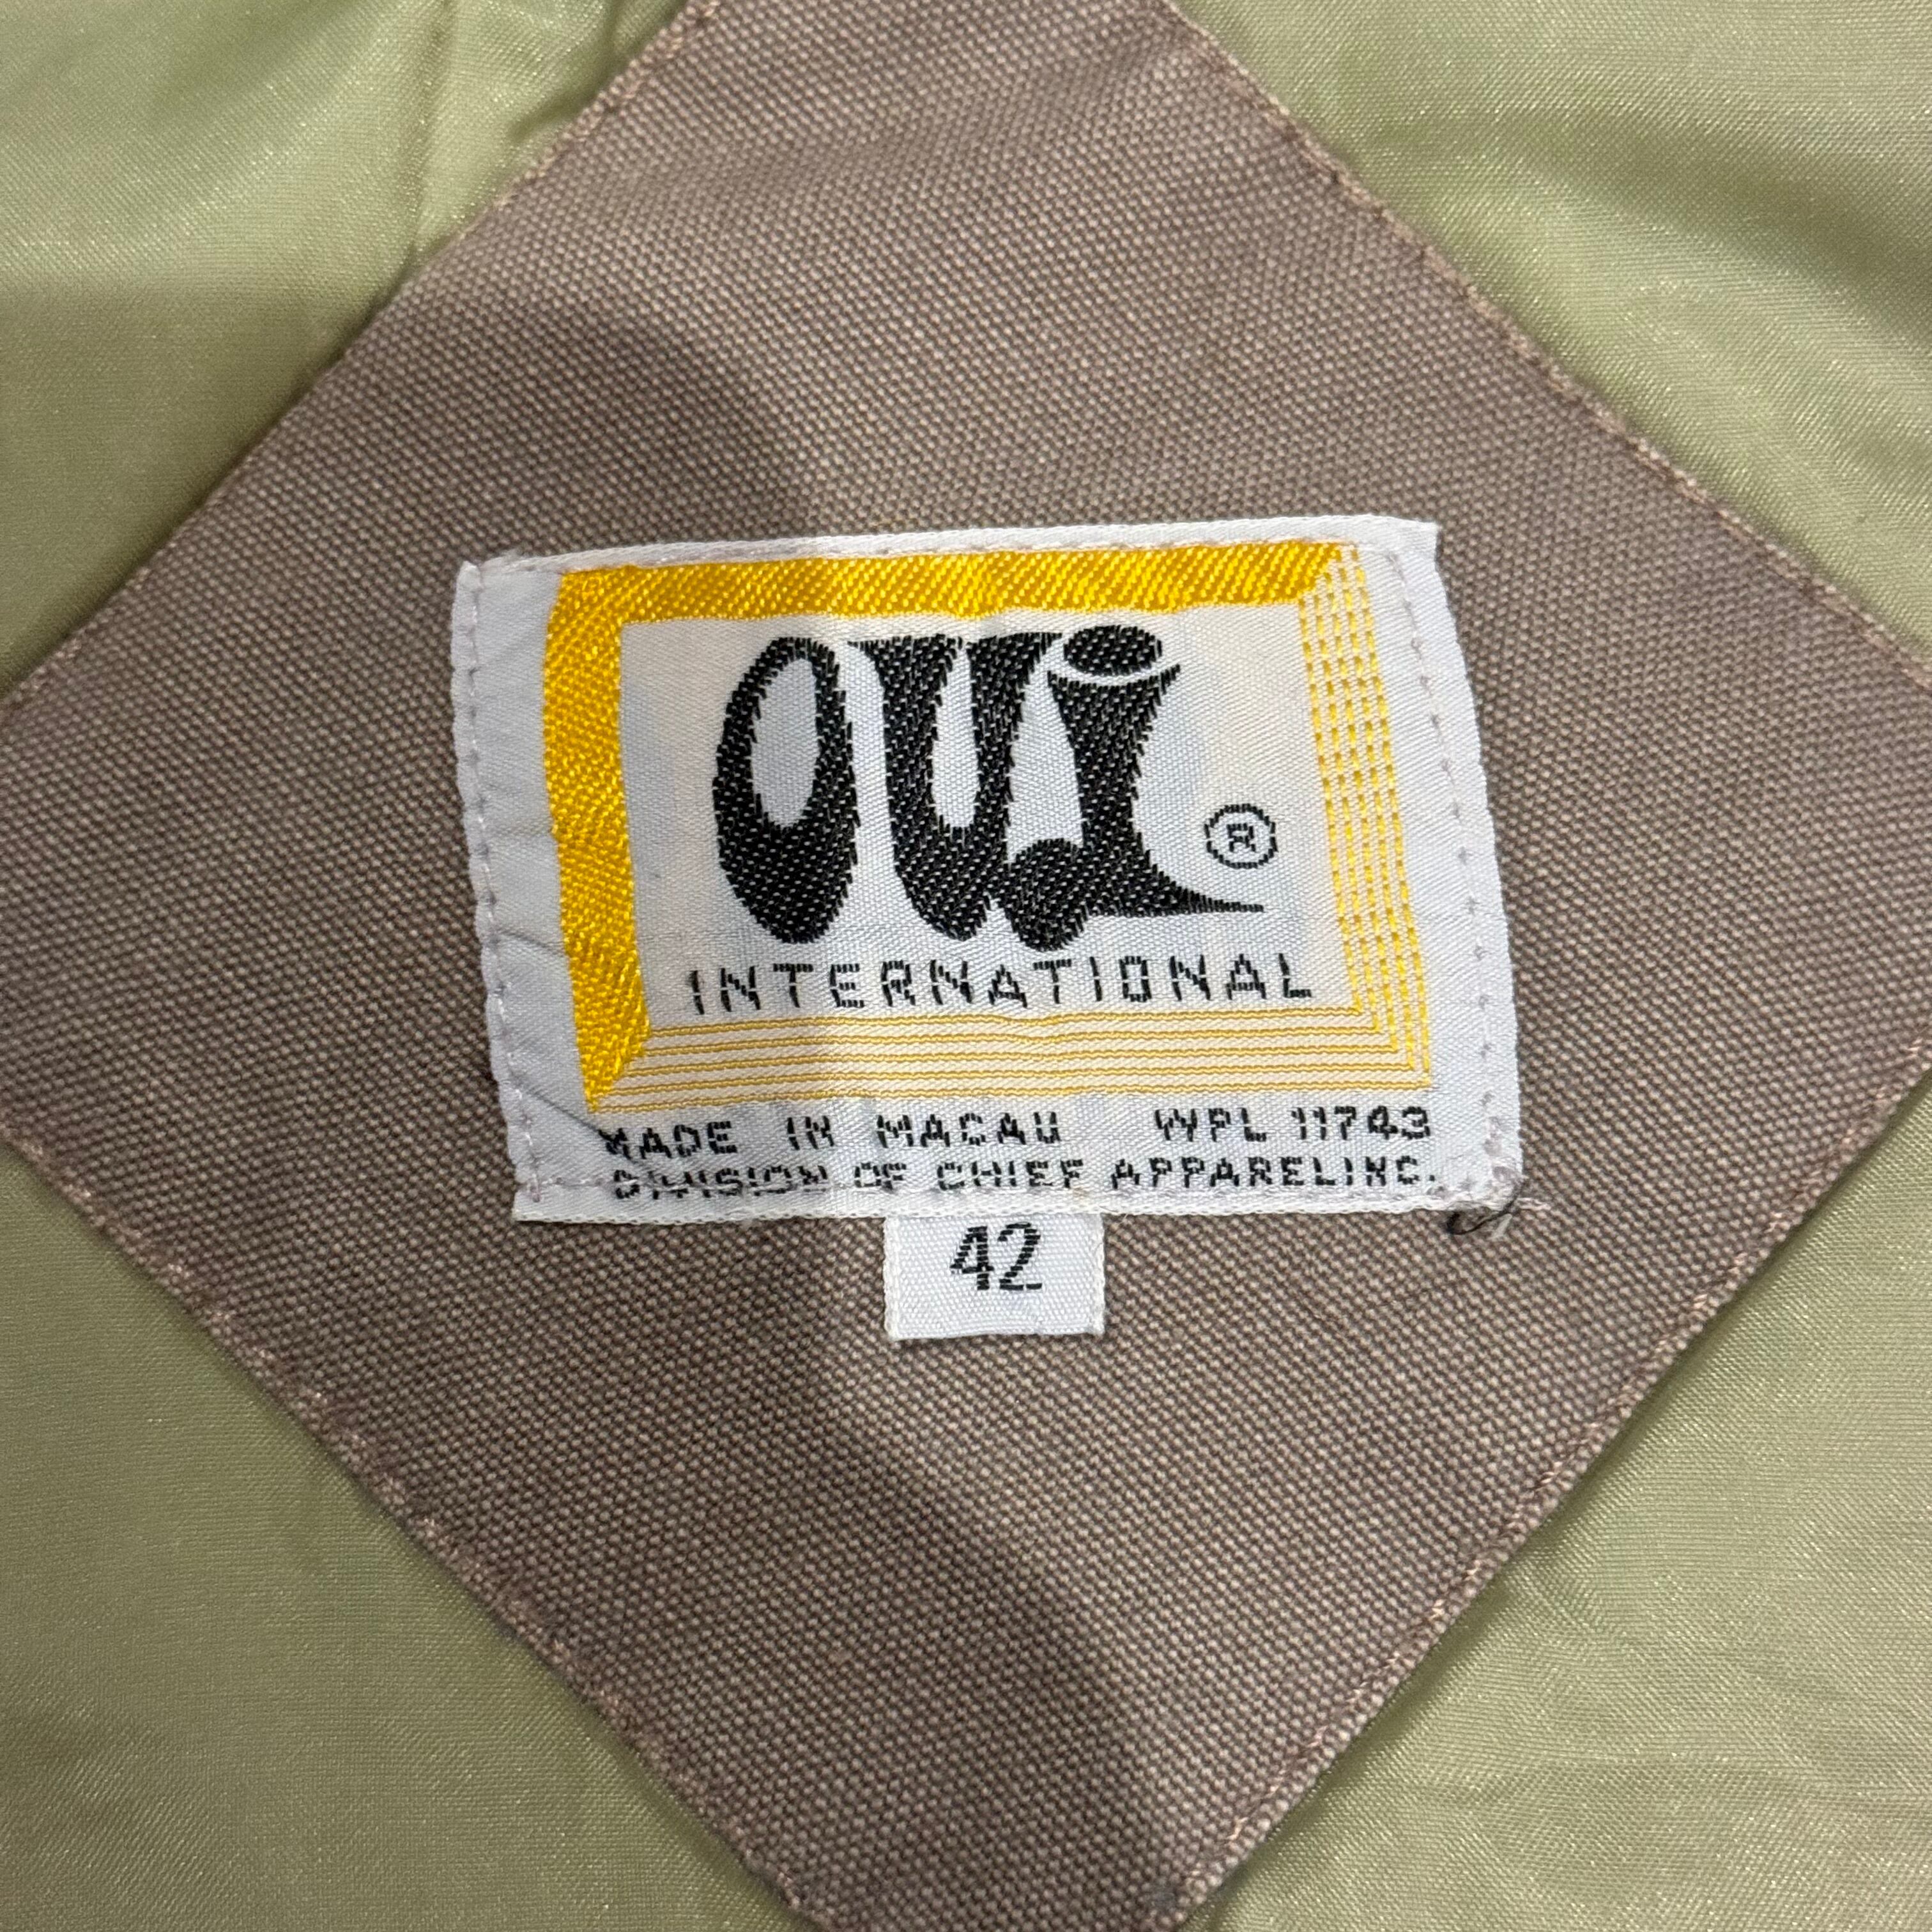 OUI ®
INTERNATIONAL
MADE IN MACAU WPL 11743
DIVISION OF CHIEF APPAREL INC.
42